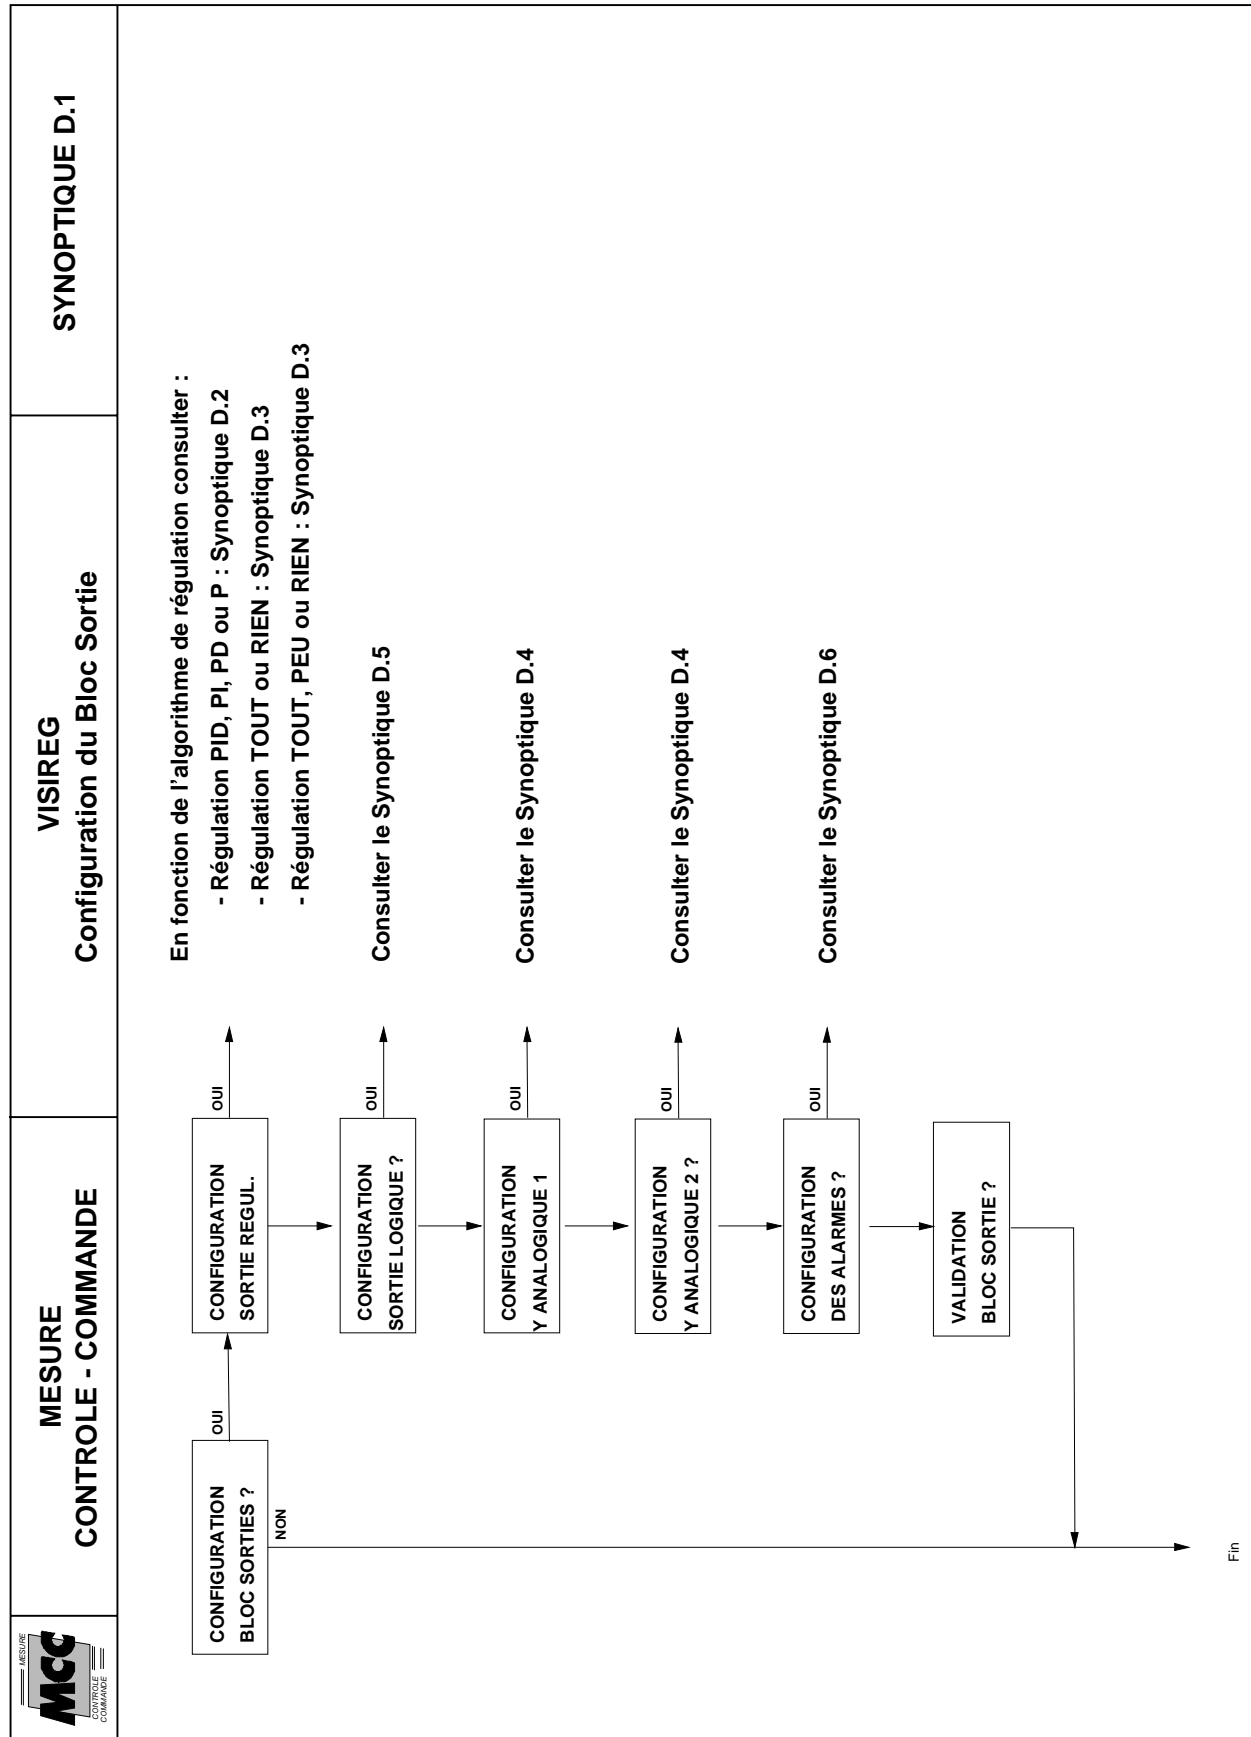 MESURE
MCC
CONTROLE
COMMANDE
MESURE
CONTROLE - COMMANDE
VISIREG
Configuration du Bloc Sortie
SYNOPTIQUE D.1
CONFIGURATION
BLOC SORTIES ?
OUI
NON
CONFIGURATION
SORTIE REGUL.
OUI
En fonction de l'algorithme de régulation consulter :
- Régulation PID, PI, PD ou P : Synoptique D.2
- Régulation TOUT ou RIEN : Synoptique D.3
- Régulation TOUT, PEU ou RIEN : Synoptique D.3
CONFIGURATION
SORTIE LOGIQUE ?
OUI
Consulter le Synoptique D.5
CONFIGURATION
Y ANALOGIQUE 1
OUI
Consulter le Synoptique D.4
CONFIGURATION
Y ANALOGIQUE 2 ?
OUI
Consulter le Synoptique D.4
CONFIGURATION
DES ALARMES ?
OUI
Consulter le Synoptique D.6
VALIDATION
BLOC SORTIE ?
Fin